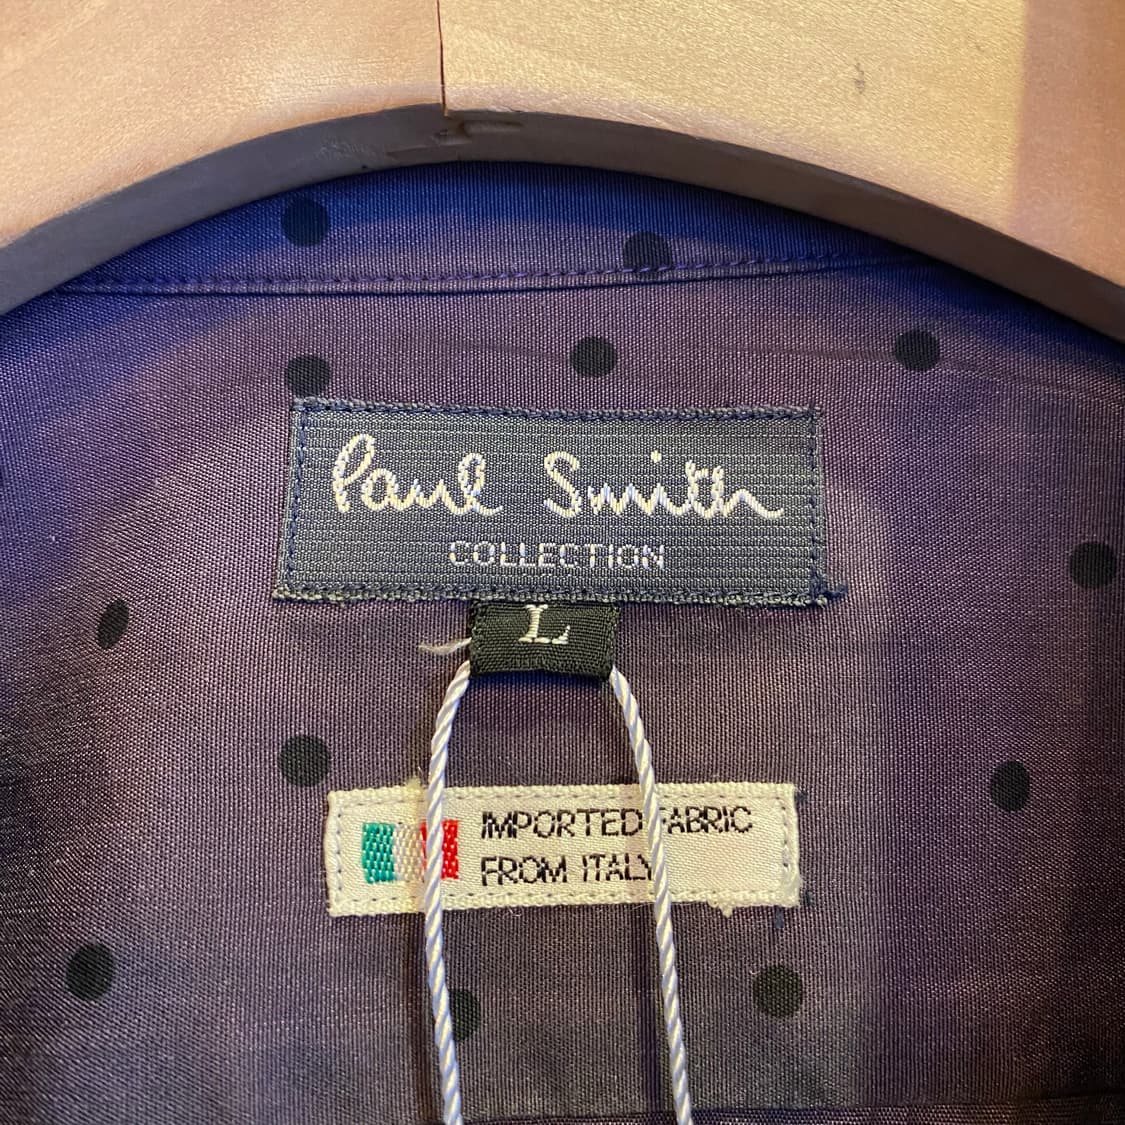 Paul Smith
COLLECTION
L
IMPORTED FABRIC
FROM ITALY